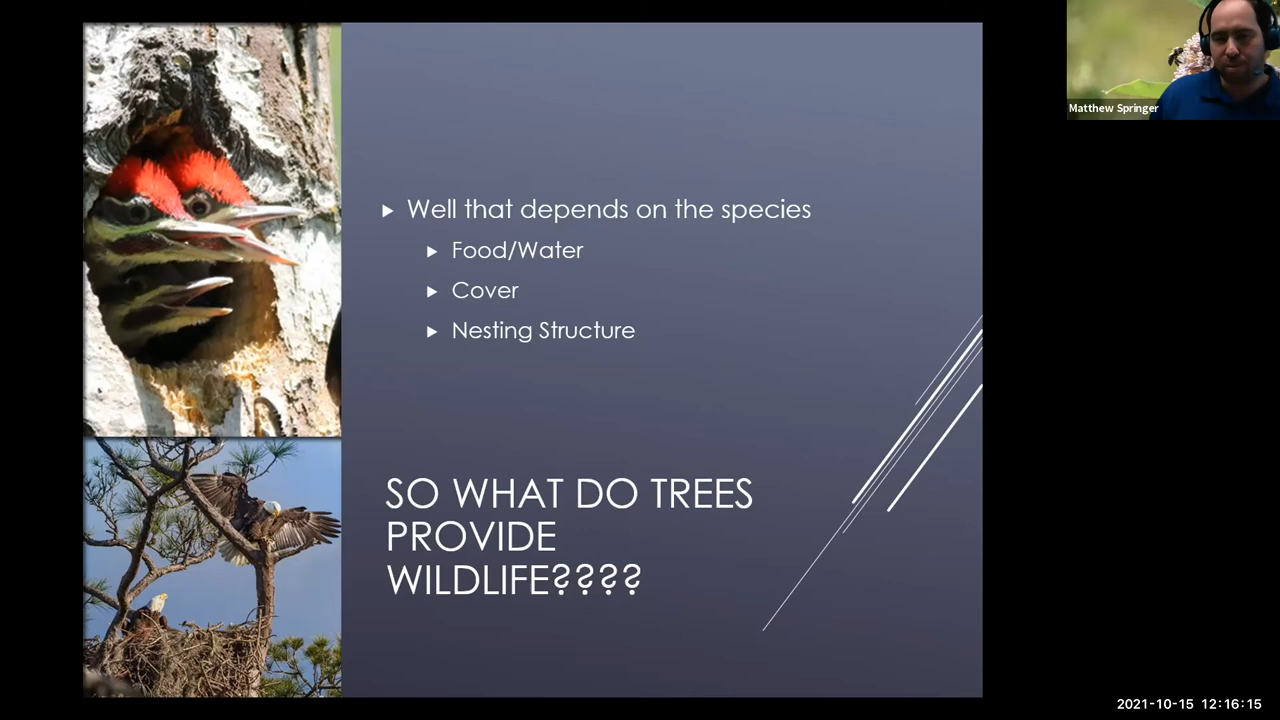 Well that depends on the species
Food/Water
Cover
Nesting Structure
SO WHAT DO TREES
PROVIDE
WILDLIFE????
Matthew Springer
2021-10-15 12:16:15